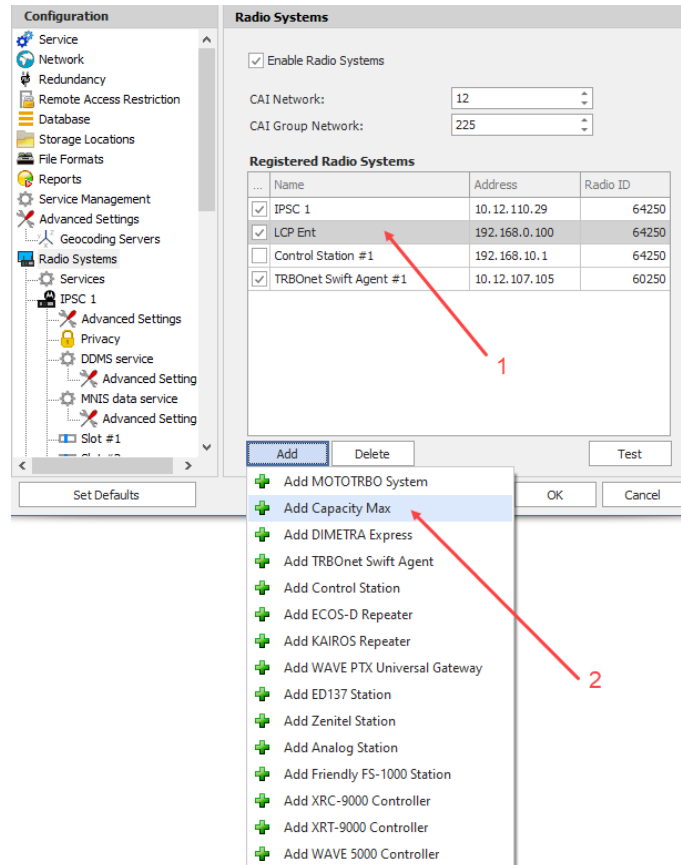 Configuration
Service
Network
Redundancy
Remote Access Restriction
Database
Storage Locations
File Formats
Reports
Service Management
Advanced Settings
Geocoding Servers
Radio Systems
Services
IPSC 1
Advanced Settings
Privacy
DDMS service
Advanced Setting
MNIS data service
Advanced Setting
Slot #1
Set Defaults
Radio Systems
Enable Radio Systems
CAI Network: 12
CAI Group Network: 225
Registered Radio Systems
... Name Address Radio ID
IPSC 1 10.12.110.29 64250
LCP Ent 192.168.0.100 64250
Control Station #1 192.168.10.1 64250
TRBOnet Swift Agent #1 10.12.107.105 60250
1
Add Delete Test
OK Cancel
Add MOTOTRBO System
Add Capacity Max
Add DIMETRA Express
Add TRBOnet Swift Agent
Add Control Station
Add ECOS-D Repeater
Add KAIROS Repeater
Add WAVE PTX Universal Gateway
2
Add ED137 Station
Add Zenitel Station
Add Analog Station
Add Friendly FS-1000 Station
Add XRC-9000 Controller
Add XRT-9000 Controller
Add WAVE 5000 Controller